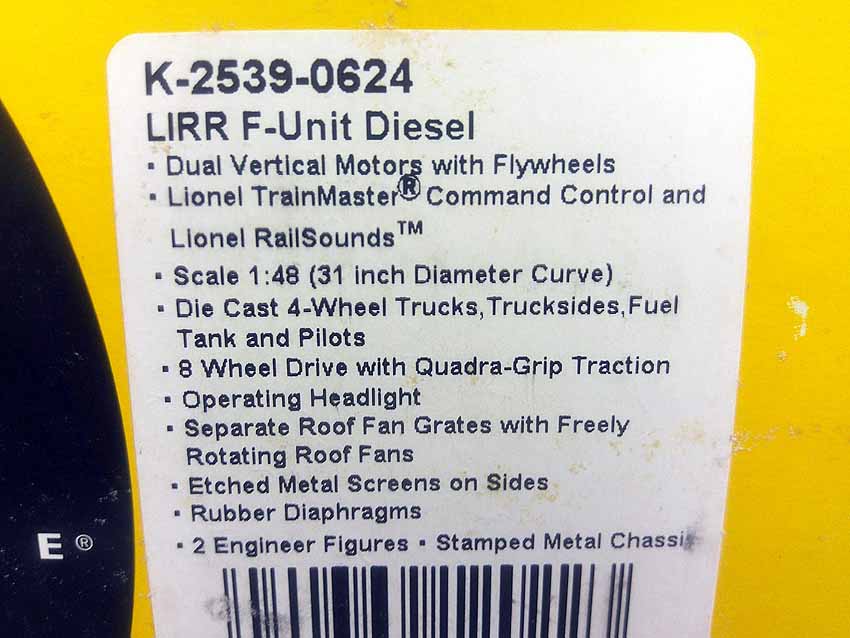 K-2539-0624
LIRR F-Unit Diesel
· Dual Vertical Motors with Flywheels
· Lionel TrainMaster® Command Control and
Lionel RailSounds™
· Scale 1:48 (31 inch Diameter Curve)
· Die Cast 4-Wheel Trucks,Trucksides,Fuel
Tank and Pilots
· 8 Wheel Drive with Quadra-Grip Traction
· Operating Headlight
· Separate Roof Fan Grates with Freely
Rotating Roof Fans
· Etched Metal Screens on Sides
· Rubber Diaphragms
· 2 Engineer Figures · Stamped Metal Chassis
E ®